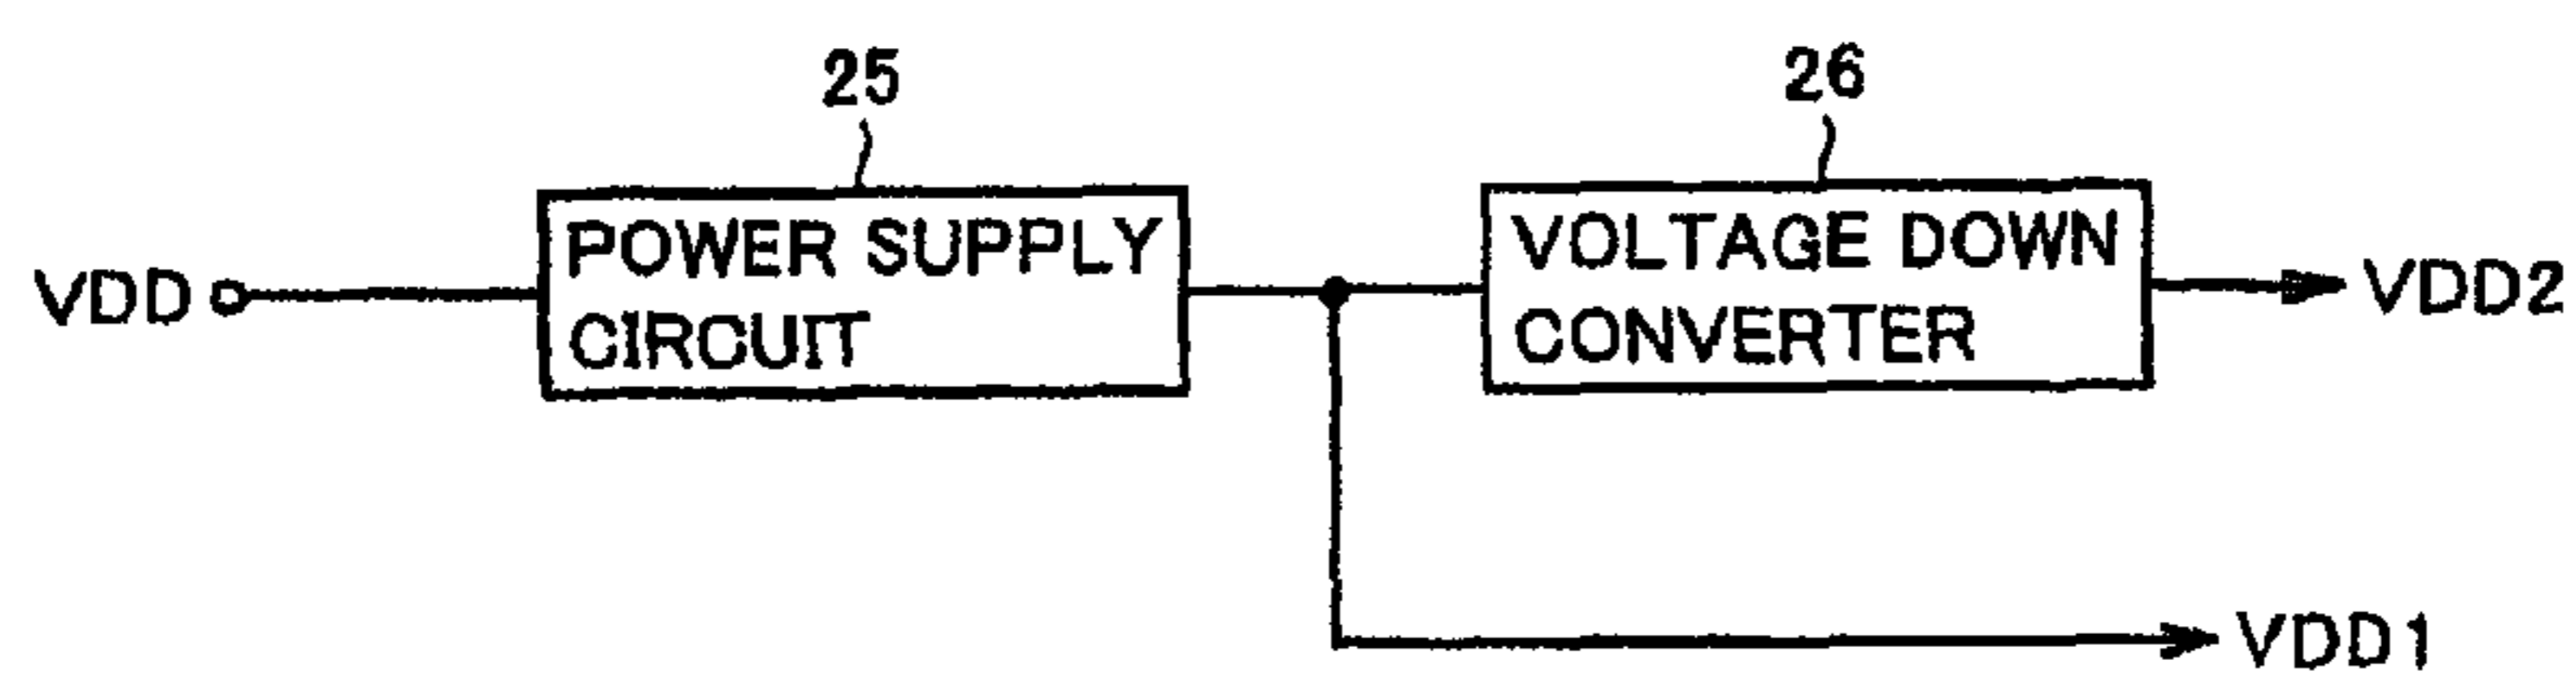 25
26
VDD
POWER SUPPLY
CIRCUIT
VOLTAGE DOWN
CONVERTER
VDD2
VDD1